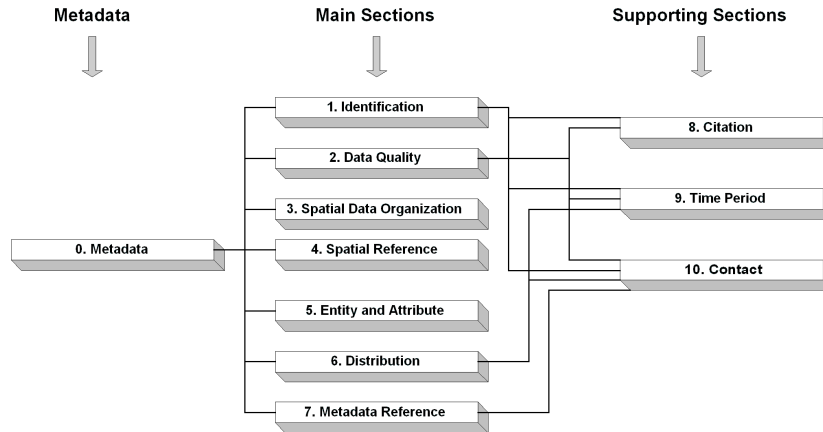 Metadata
Main Sections
Supporting Sections
1. Identification
2. Data Quality
3. Spatial Data Organization
0. Metadata
4. Spatial Reference
5. Entity and Attribute
6. Distribution
7. Metadata Reference
8. Citation
9. Time Period
10. Contact